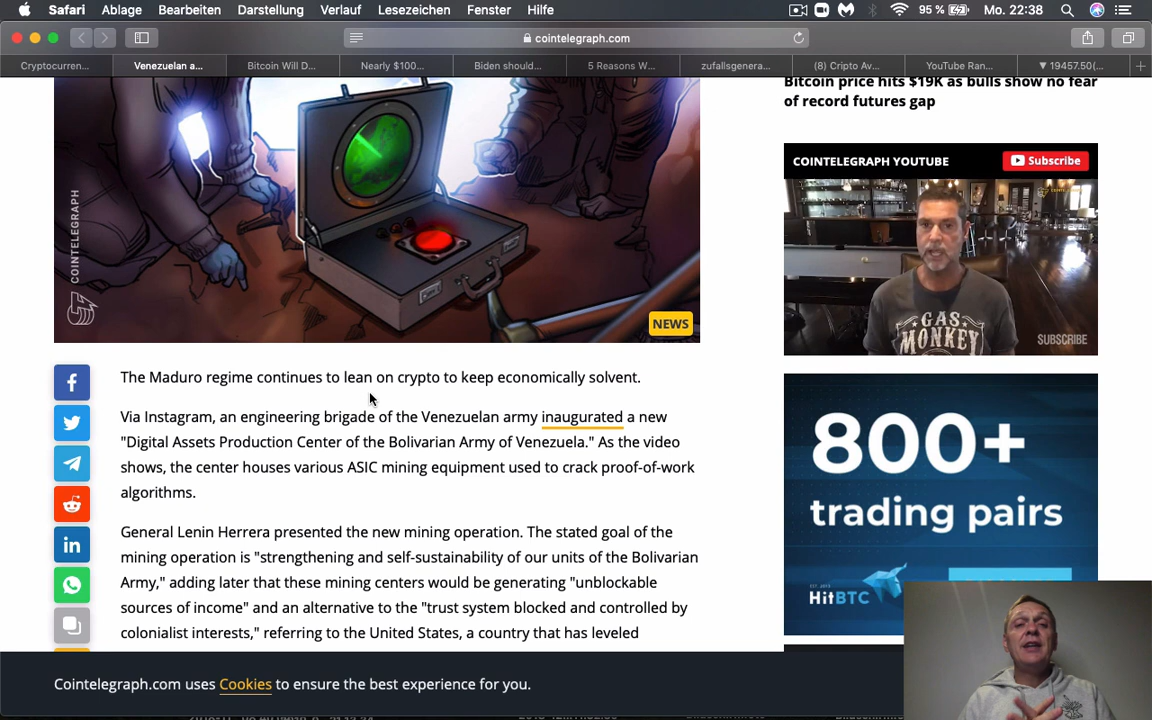 Safari Ablage Bearbeiten Darstellung Verlauf Lesezeichen Fenster Hilfe 95 % Mo. 22:38
cointelegraph.com
Cryptocurren... Venezuelan a... Bitcoin Will D... Nearly $100... Biden should... 5 Reasons W... zufallsgenera... (8) Cripto Av... YouTube Ran... ▼ 19457.50(...
Bitcoin price hits $19K as bulls show no fear
of record futures gap
COINTELEGRAPH
NEWS
COINTELEGRAPH YOUTUBE Subscribe
GAS
MONKEY
SUBSCRIBE
The Maduro regime continues to lean on crypto to keep economically solvent.
Via Instagram, an engineering brigade of the Venezuelan army inaugurated a new
"Digital Assets Production Center of the Bolivarian Army of Venezuela." As the video
shows, the center houses various ASIC mining equipment used to crack proof-of-work
algorithms.
General Lenin Herrera presented the new mining operation. The stated goal of the
mining operation is "strengthening and self-sustainability of our units of the Bolivarian
Army," adding later that these mining centers would be generating "unblockable
sources of income" and an alternative to the "trust system blocked and controlled by
colonialist interests," referring to the United States, a country that has leveled
800+
trading pairs
HitBTC
Cointelegraph.com uses Cookies to ensure the best experience for you.